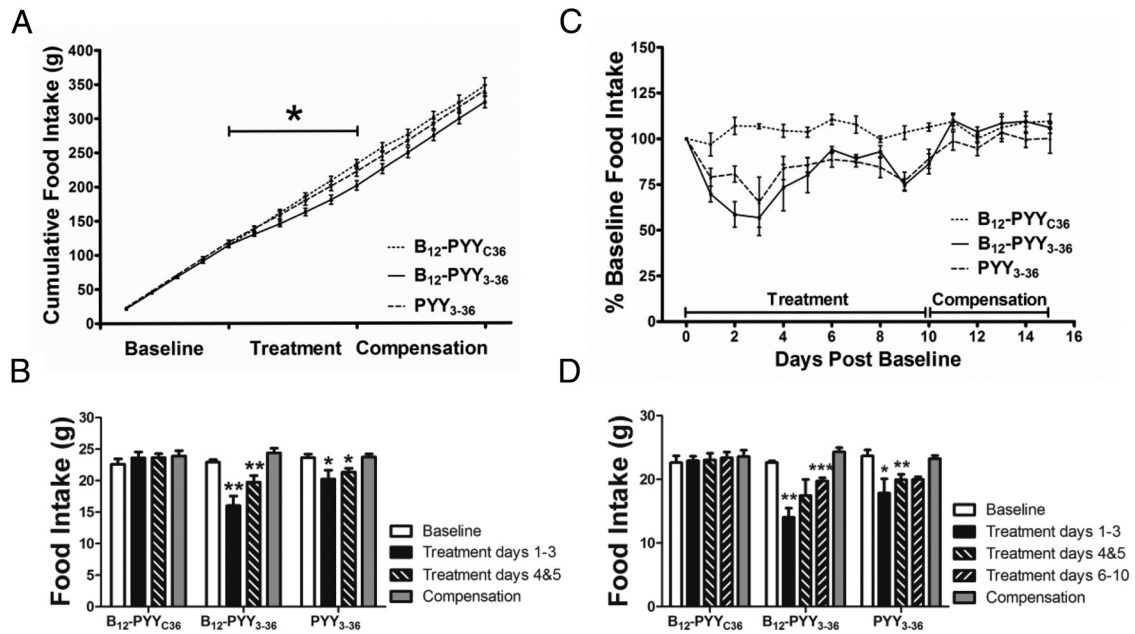 A
Cumulative Food Intake (g)
400
350
300
250
200
150
100
50
0
*
B₁₂-PYY_C36
B₁₂-PYY₃₋₃₆
PYY₃₋₃₆
Baseline Treatment Compensation
B
Food Intake (g)
30
25
20
15
10
5
0
** ** * *
Baseline
Treatment days 1-3
Treatment days 4&5
Compensation
B₁₂-PYY_C36 B₁₂-PYY₃₋₃₆ PYY₃₋₃₆
C
% Baseline Food Intake
150
125
100
75
50
25
0
B₁₂-PYY_C36
B₁₂-PYY₃₋₃₆
PYY₃₋₃₆
Treatment Compensation
0 2 4 6 8 10 12 14 16
Days Post Baseline
D
Food Intake (g)
30
20
10
0
** *** * **
Baseline
Treatment days 1-3
Treatment days 4&5
Treatment days 6-10
Compensation
B₁₂-PYY_C36 B₁₂-PYY₃₋₃₆ PYY₃₋₃₆